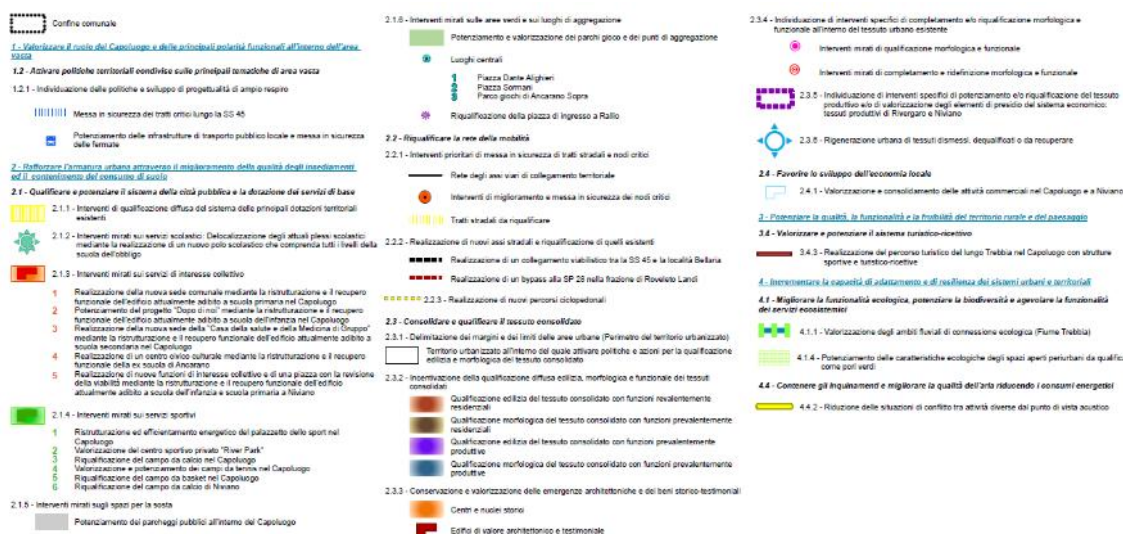 Confine comunale
1 - Valorizzare il ruolo del Capoluogo e delle principali polarità funzionali all'interno dell'area
vasta
1.2 - Attivare politiche territoriali condivise sulle principali tematiche di area vasta
1.2.1 - Individuazione delle politiche e sviluppo di progettualità di ampio respiro
Messa in sicurezza dei tratti critici lungo la SS 45
Potenziamento delle infrastrutture di trasporto pubblico locale e messa in sicurezza
delle fermate
2 - Rafforzare l'armatura urbana attraverso il miglioramento della qualità degli insediamenti
ed il contenimento del consumo di suolo
2.1 - Qualificare e potenziare il sistema della città pubblica e la dotazione dei servizi di base
2.1.1 - Interventi di qualificazione diffusa del sistema delle principali dotazioni territoriali
esistenti
2.1.2 - Interventi mirati sui servizi scolastici: Delocalizzazione degli attuali plessi scolastici
mediante la realizzazione di un nuovo polo scolastico che comprenda tutti i livelli della
scuola dell'obbligo
2.1.3 - Interventi mirati sui servizi di interesse collettivo
1 Realizzazione della nuova sede comunale mediante la ristrutturazione e il recupero
funzionale dell'edificio attualmente adibito a scuola primaria nel Capoluogo
2 Potenziamento del progetto "Dopo di noi" mediante la ristrutturazione e il recupero
funzionale dell'edificio attualmente adibito a scuola dell'infanzia nel Capoluogo
3 Realizzazione della nuova sede della "Casa della salute e della Medicina di Gruppo"
mediante la ristrutturazione e il recupero funzionale dell'edificio attualmente adibito a
scuola secondaria nel Capoluogo
4 Realizzazione di un centro civico culturale mediante la ristrutturazione e il recupero
funzionale della ex scuola di Ancarano
5 Realizzazione di nuove funzioni di interesse collettivo e di una piazza con la revisione
della viabilità mediante la ristrutturazione e il recupero funzionale dell'edificio
attualmente adibito a scuola dell'infanzia e scuola primaria a Niviano
2.1.4 - Interventi mirati sui servizi sportivi
1 Ristrutturazione ed efficientamento energetico del palazzetto dello sport nel
Capoluogo
2 Valorizzazione del centro sportivo privato "River Park"
3 Riqualificazione del campo da calcio nel Capoluogo
4 Valorizzazione e potenziamento dei campi da tennis nel Capoluogo
5 Riqualificazione del campo da basket nel Capoluogo
6 Riqualificazione del campo da calcio di Niviano
2.1.5 - Interventi mirati sugli spazi per la sosta
Potenziamento dei parcheggi pubblici all'interno del Capoluogo
2.1.6 - Interventi mirati sulle aree verdi e sui luoghi di aggregazione
Potenziamento e valorizzazione dei parchi gioco e dei punti di aggregazione
Luoghi centrali
1 Piazza Dante Alighieri
2 Piazza Sormani
3 Parco giochi di Ancarano Sopra
Riqualificazione della piazza di ingresso a Rallio
2.2 - Riqualificare la rete della mobilità
2.2.1 - Interventi prioritari di messa in sicurezza di tratti stradali e nodi critici
Rete degli assi viari di collegamento territoriale
Interventi di miglioramento e messa in sicurezza dei nodi critici
Tratti stradali da riqualificare
2.2.2 - Realizzazione di nuovi assi stradali e riqualificazione di quelli esistenti
Realizzazione di un collegamento viabilistico tra la SS 45 e la località Bellaria
Realizzazione di un bypass alla SP 28 nella frazione di Roveleto Landi
2.2.3 - Realizzazione di nuovi percorsi ciclopedonali
2.3 - Consolidare e qualificare il tessuto consolidato
2.3.1 - Delimitazione dei margini e dei limiti delle aree urbane (Perimetro del territorio urbanizzato)
Territorio urbanizzato all'interno del quale attivare politiche e azioni per la qualificazione
edilizia e morfologica del tessuto consolidato
2.3.2 - Incentivazione della qualificazione diffusa edilizia, morfologica e funzionale dei tessuti
consolidati
Qualificazione edilizia del tessuto consolidato con funzioni revalentemente
residenziali
Qualificazione morfologica del tessuto consolidato con funzioni prevalentemente
residenziali
Qualificazione edilizia del tessuto consolidato con funzioni prevalentemente
produttive
Qualificazione morfologica del tessuto consolidato con funzioni prevalentemente
produttive
2.3.3 - Conservazione e valorizzazione delle emergenze architettoniche e dei beni storico-testimoniali
Centri e nuclei storici
Edifici di valore architettonico e testimoniale
2.3.4 - Individuazione di interventi specifici di completamento e/o riqualificazione morfologica e
funzionale all'interno del tessuto urbano esistente
Interventi mirati di qualificazione morfologica e funzionale
Interventi mirati di completamento e ridefinizione morfologica e funzionale
2.3.5 - Individuazione di interventi specifici di potenziamento e/o riqualificazione del tessuto
produttivo e/o di valorizzazione degli elementi di presidio del sistema economico:
tessuti produttivi di Rivergaro e Niviano
2.3.6 - Rigenerazione urbana di tessuti dismessi, dequalificati o da recuperare
2.4 - Favorire lo sviluppo dell'economia locale
2.4.1 - Valorizzazione e consolidamento delle attività commerciali nel Capoluogo e a Niviano
3 - Potenziare la qualità, la funzionalità e la fruibilità del territorio rurale e del paesaggio
3.4 - Valorizzare e potenziare il sistema turistico-ricettivo
3.4.3 - Realizzazione del percorso turistico del lungo Trebbia nel Capoluogo con strutture
sportive e turistico-ricettive
4 - Incrementare la capacità di adattamento e di resilienza dei sistemi urbani e territoriali
4.1 - Migliorare la funzionalità ecologica, potenziare la biodiversità e agevolare la funzionalità
dei servizi ecosistemici
4.1.1 - Valorizzazione degli ambiti fluviali di connessione ecologica (Fiume Trebbia)
4.1.4 - Potenziamento delle caratteristiche ecologiche degli spazi aperti periurbani da qualifica
come pori verdi
4.4 - Contenere gli inquinamenti e migliorare la qualità dell'aria riducendo i consumi energetici
4.4.2 - Riduzione delle situazioni di conflitto tra attività diverse dal punto di vista acustico